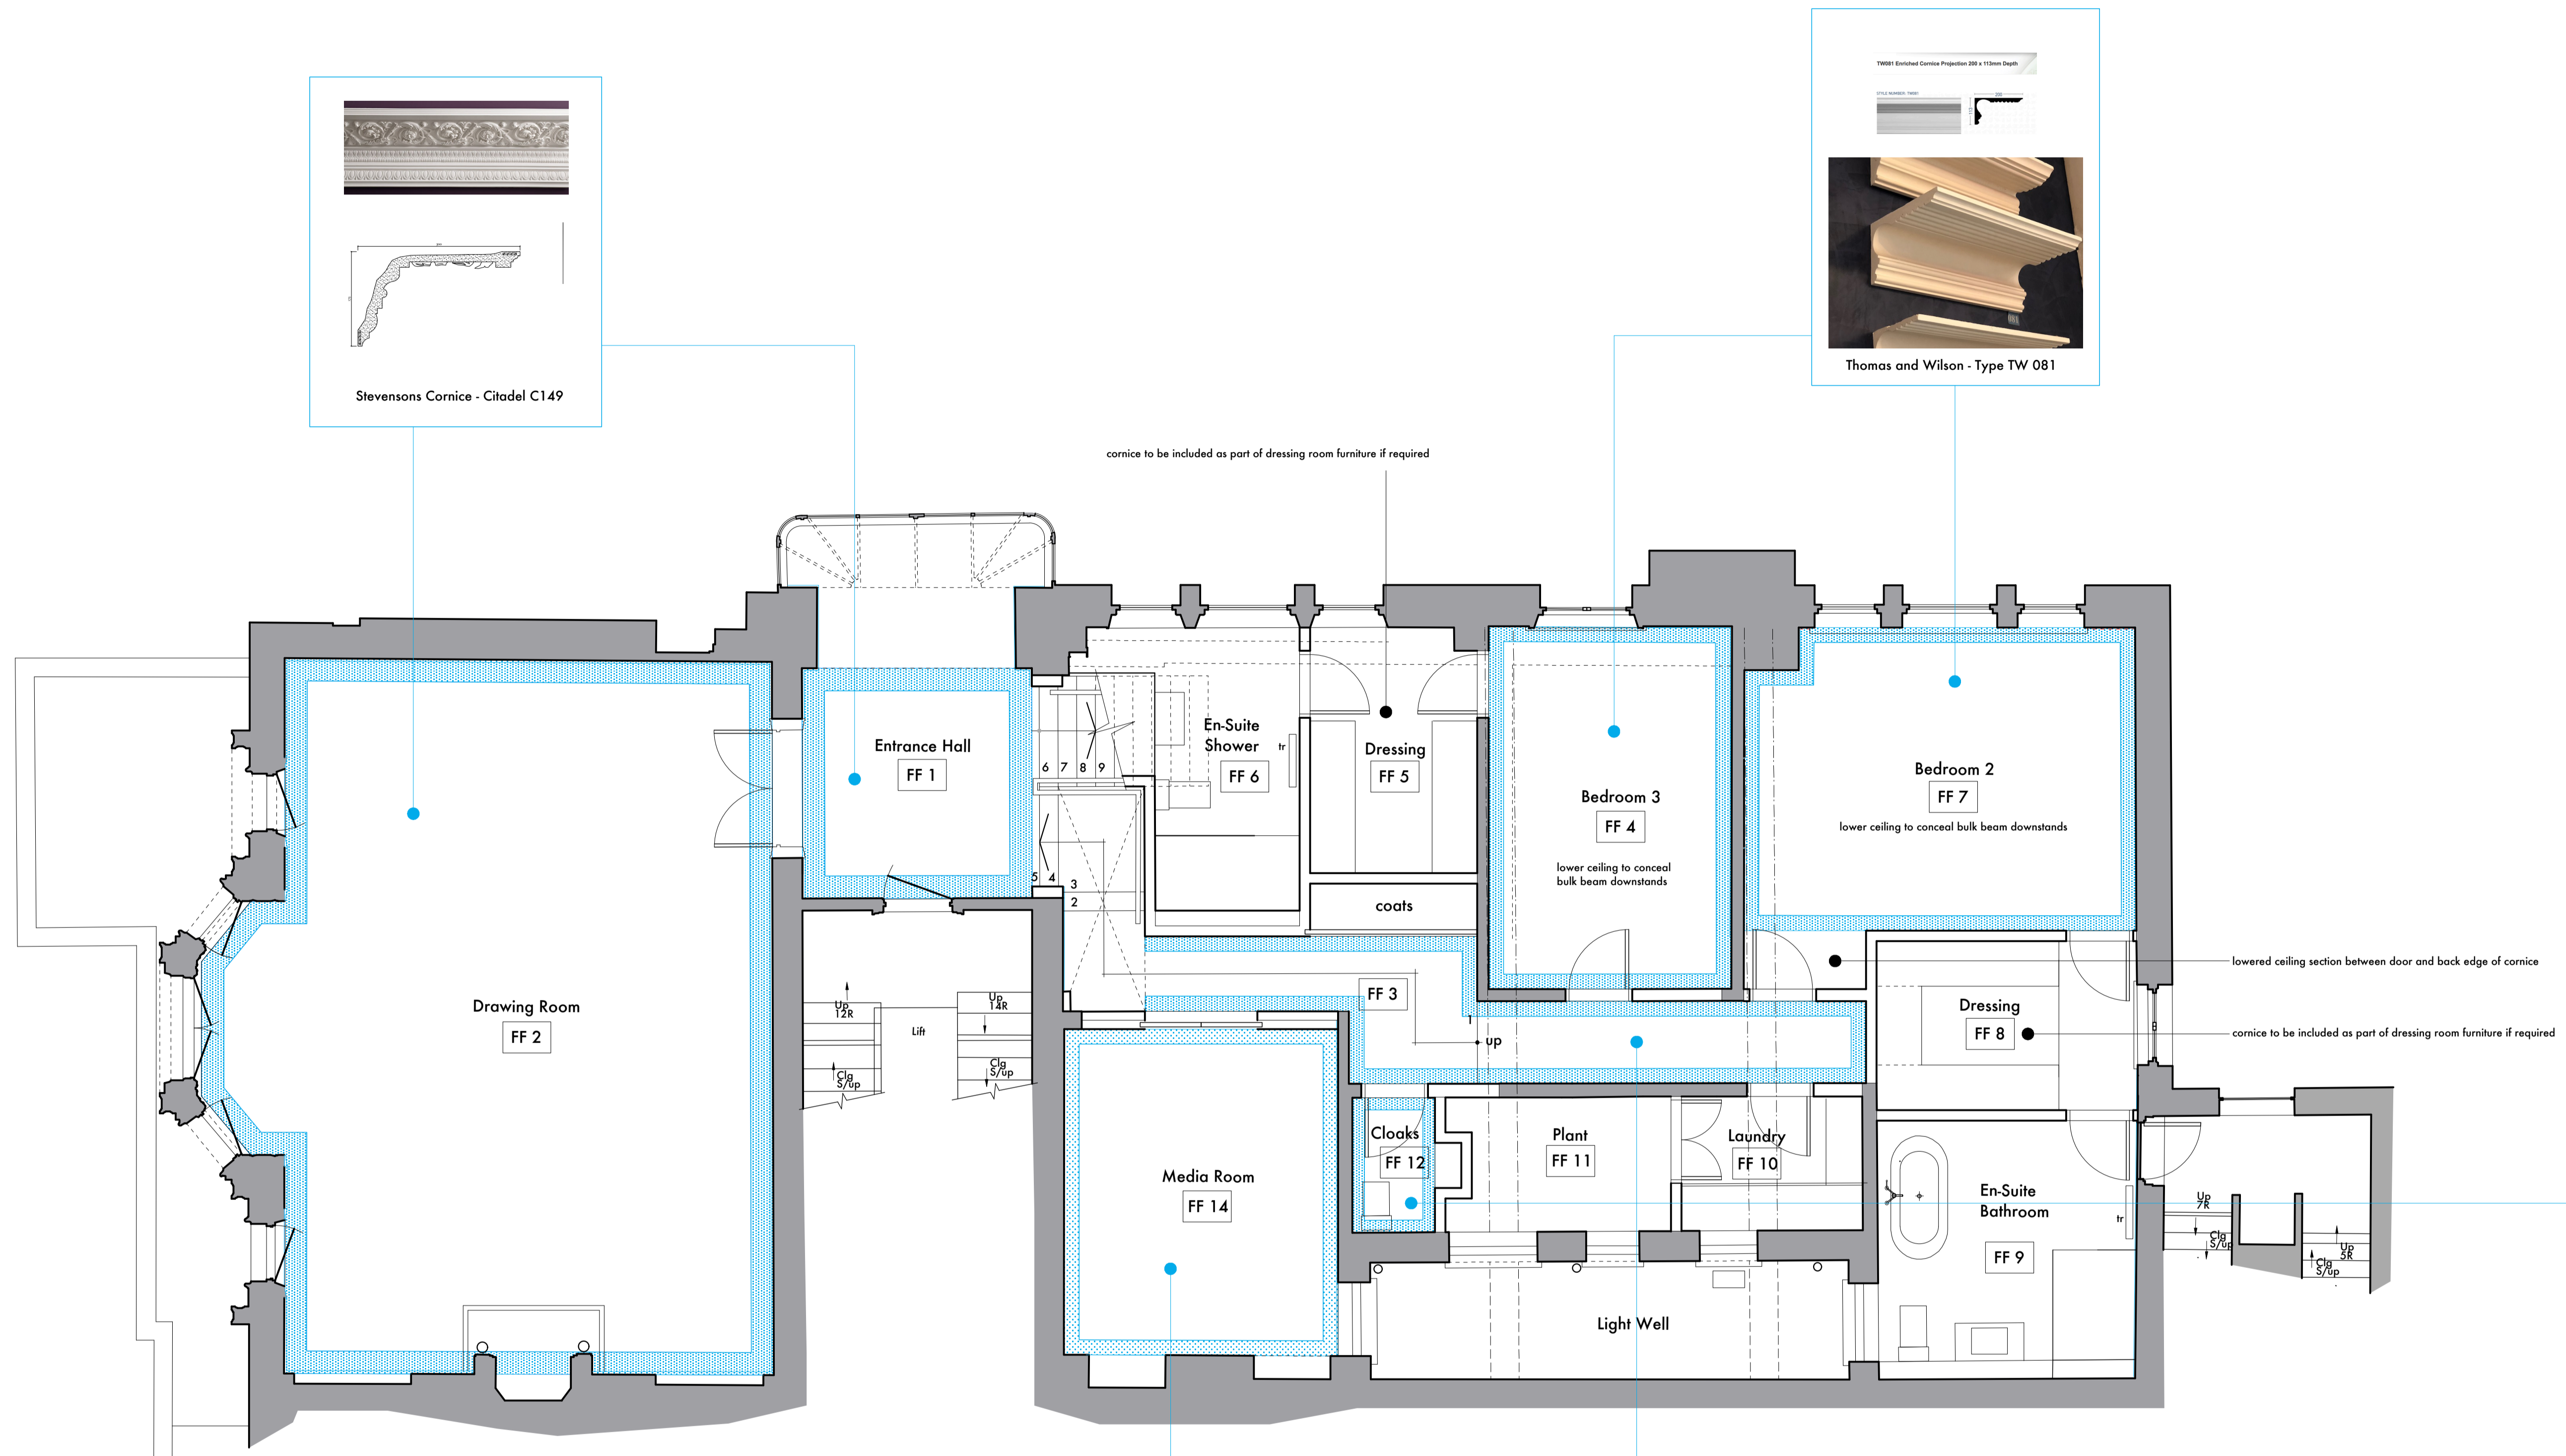 TW081 Enriched Cornice Projection 200 x 113mm Depth
STYLE NUMBER: TW081
200
113
Thomas and Wilson - Type TW 081
Stevensons Cornice - Citadel C149
cornice to be included as part of dressing room furniture if required
Entrance Hall
FF 1
6 7 8 9
5 4
3
2
En-Suite
Shower
tr
FF 6
Dressing
FF 5
coats
Bedroom 3
FF 4
lower ceiling to conceal
bulk beam downstands
Bedroom 2
FF 7
lower ceiling to conceal bulk beam downstands
lowered ceiling section between door and back edge of cornice
Drawing Room
FF 2
Up
12R
Clg
S/up
Lift
Up
14R
Clg
S/up
FF 3
1
up
Dressing
FF 8
cornice to be included as part of dressing room furniture if required
Media Room
FF 14
Cloaks
FF 12
Plant
FF 11
Laundry
FF 10
En-Suite
Bathroom
tr
FF 9
Up
7R
Clg
S/up
Up
5R
Clg
S/up
Light Well